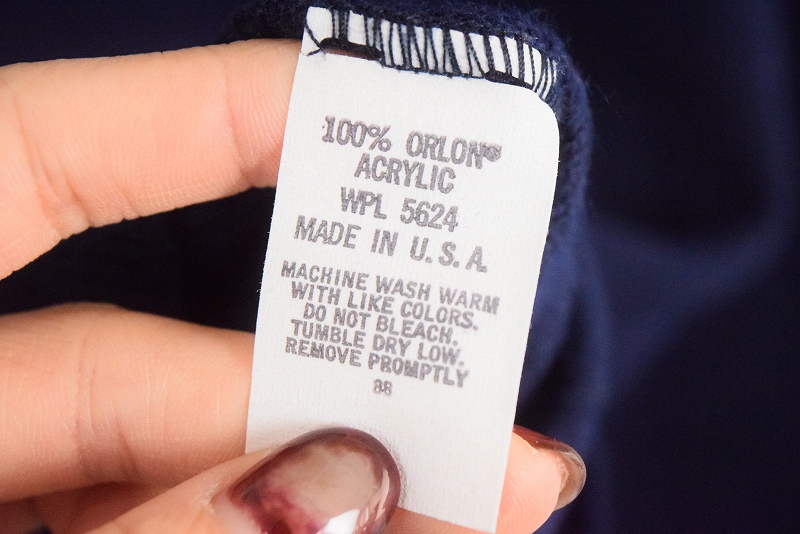 100% ORLON®
ACRYLIC
WPL 5624
MADE IN U.S.A.
MACHINE WASH WARM
WITH LIKE COLORS.
DO NOT BLEACH.
TUMBLE DRY LOW.
REMOVE PROMPTLY